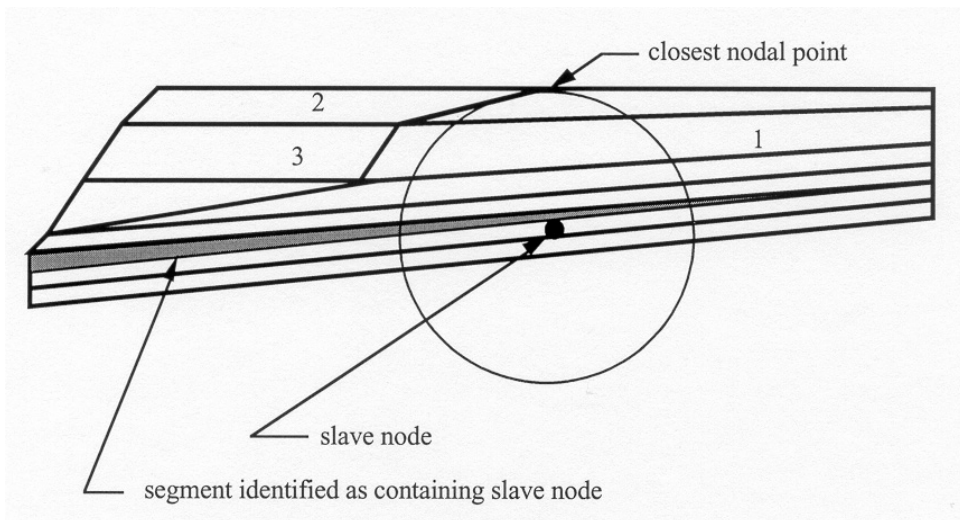 closest nodal point
2
1
3
slave node
segment identified as containing slave node